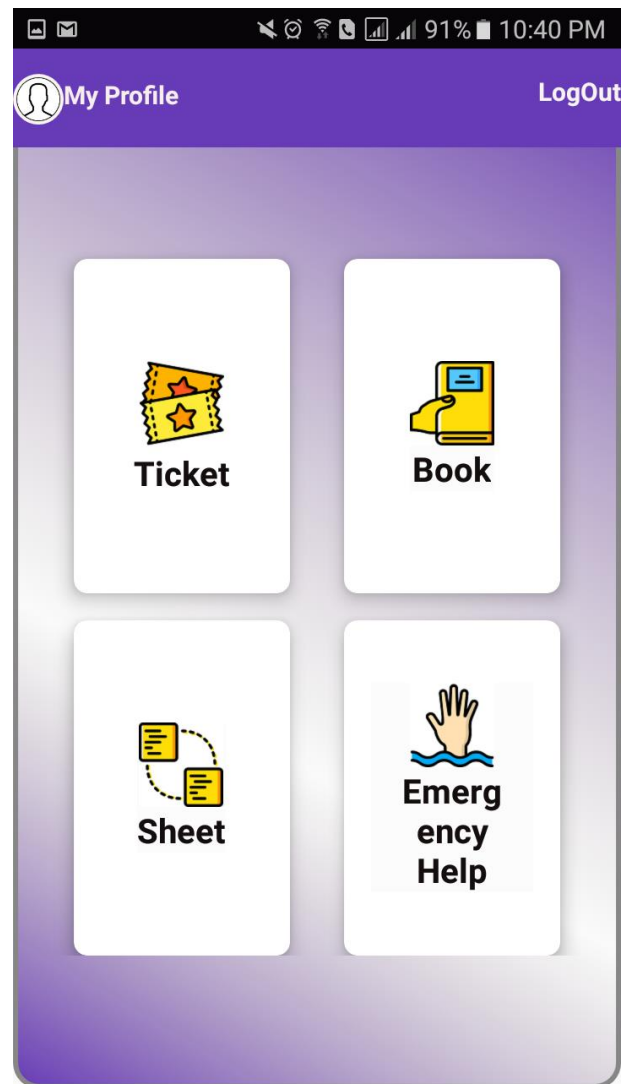 91% 10:40 PM
My Profile LogOut
Ticket
Book
Sheet
Emerg
ency
Help